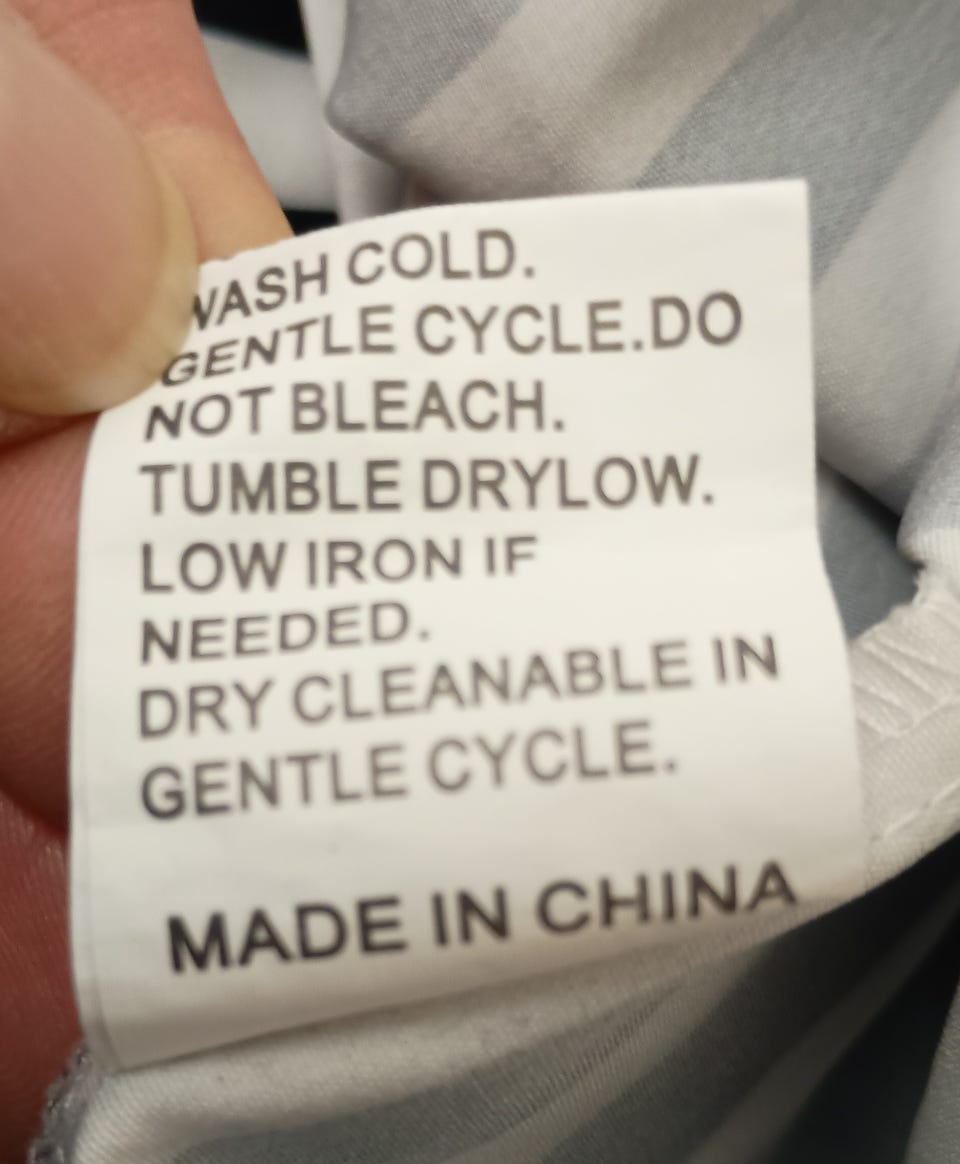 WASH COLD.
GENTLE CYCLE.DO
NOT BLEACH.
TUMBLE DRYLOW.
LOW IRON IF
NEEDED.
DRY CLEANABLE IN
GENTLE CYCLE.
MADE IN CHINA